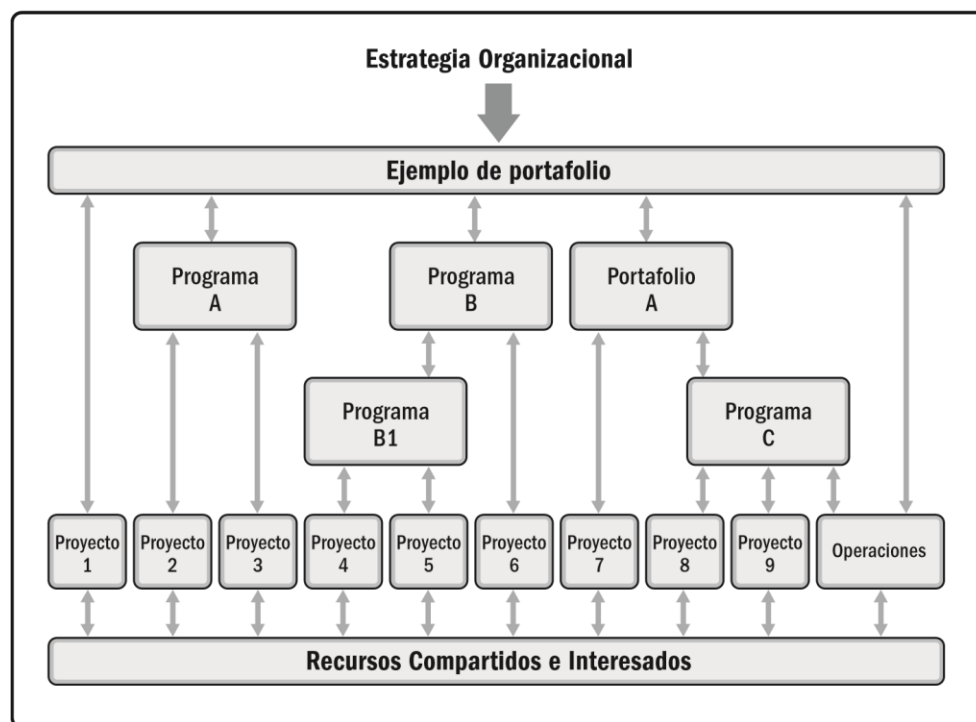 Estrategia Organizacional
Ejemplo de portafolio
Programa
A
Programa
B
Portafolio
A
Programa
B1
Programa
C
Proyecto
1
Proyecto
2
Proyecto
3
Proyecto
4
Proyecto
5
Proyecto
6
Proyecto
7
Proyecto
8
Proyecto
9
Operaciones
Recursos Compartidos e Interesados